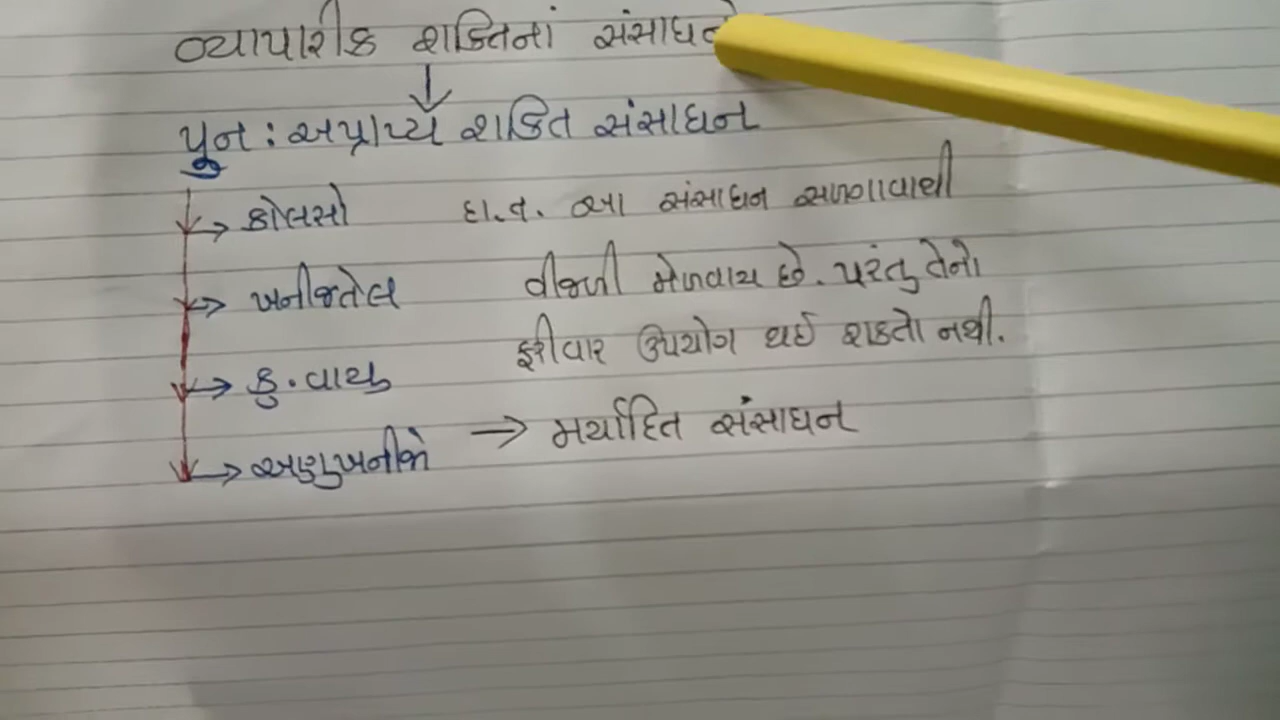 વ્યાપારીક શક્તિનાં સંસાધનો
પૂન: અપ્રાપ્ય શક્તિ સંસાધન
કોલસો
દા.ત. આ સંસાધન સળગાવાથી
ખનીજતેલ
વીજળી મેળવાય છે. પરંતુ તેનો
ફરીવાર ઉપયોગ થઈ શકતો નથી.
કુ.વાયુ
અણુખનીજો
મર્યાદિત સંસાધન